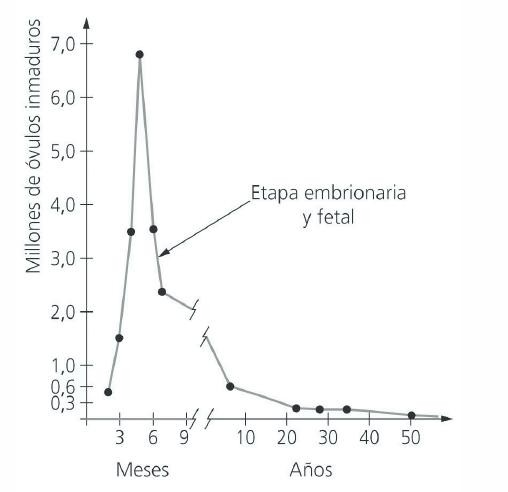 Millones de óvulos inmaduros
7,0
6,0
5,0
4,0
3,0
2,0
1,0
0,6
0,3
Etapa embrionaria
y fetal
3 6 9 10 20 30 40 50
Meses Años